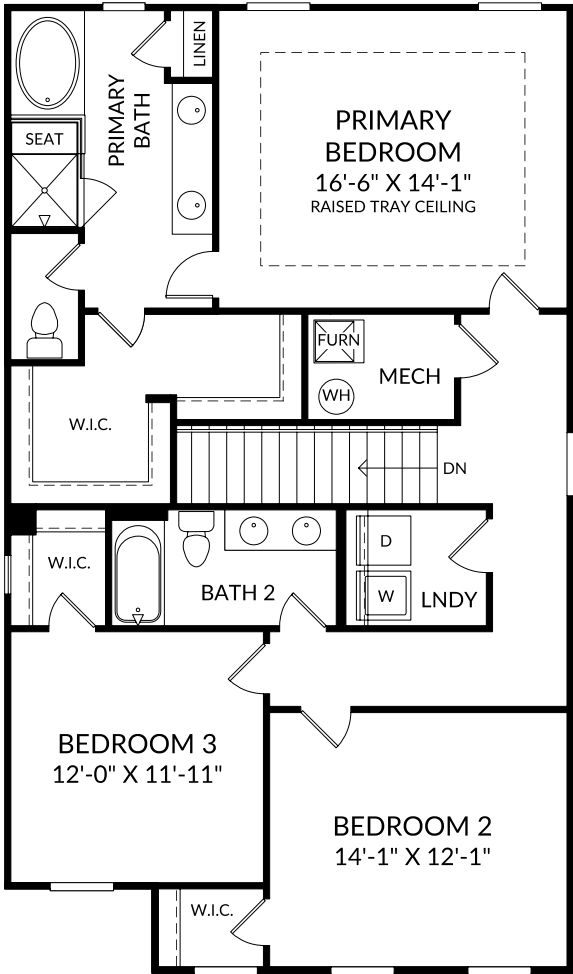 LINEN
PRIMARY
BATH
SEAT
PRIMARY
BEDROOM
16'-6" X 14'-1"
RAISED TRAY CEILING
FURN
MECH
WH
W.I.C.
DN
W.I.C.
BATH 2
D
W
LNDY
BEDROOM 3
12'-0" X 11'-11"
BEDROOM 2
14'-1" X 12'-1"
W.I.C.